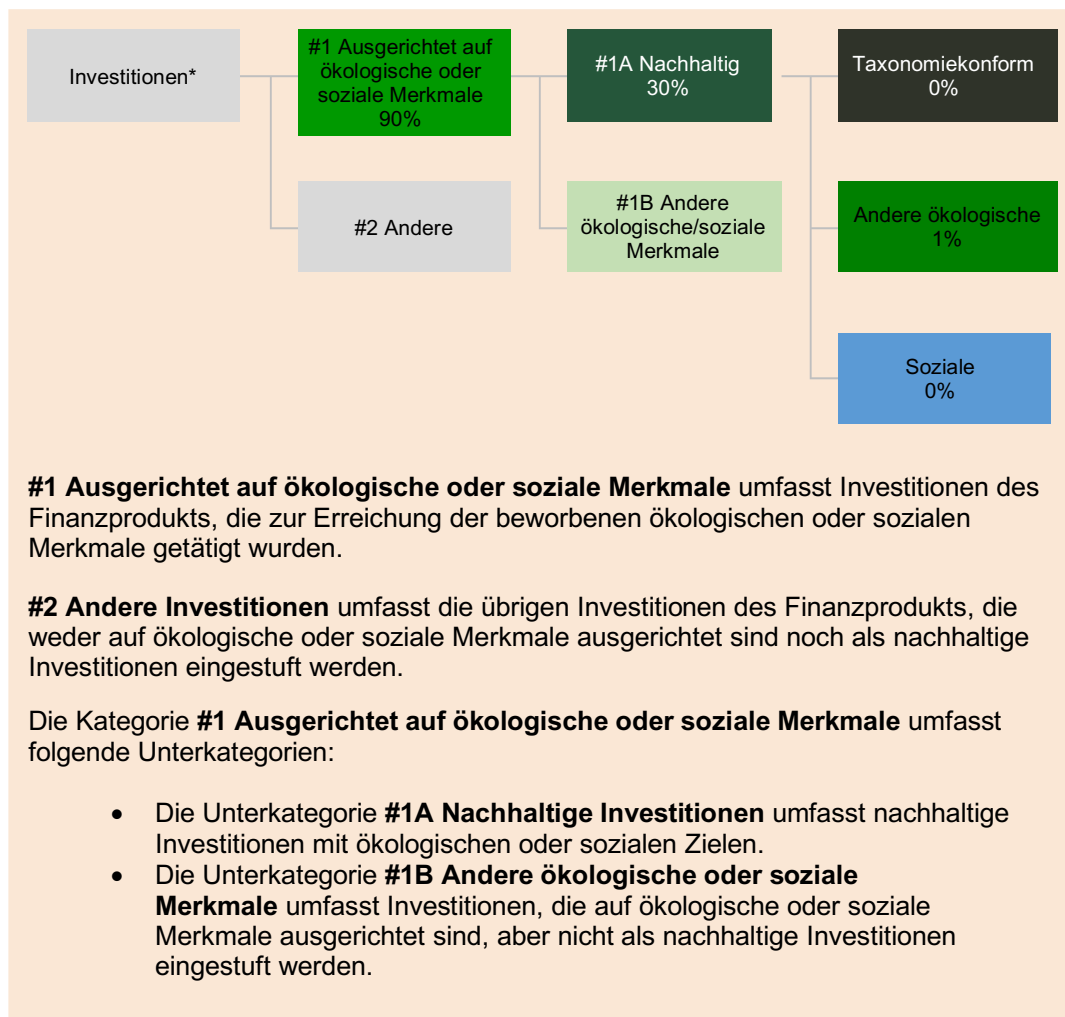 Investitionen*
#1 Ausgerichtet auf
ökologische oder
soziale Merkmale
90%
#1A Nachhaltig
30%
Taxonomiekonform
0%
#2 Andere
#1B Andere
ökologische/soziale
Merkmale
Andere ökologische
1%
Soziale
0%
#1 Ausgerichtet auf ökologische oder soziale Merkmale umfasst Investitionen des
Finanzprodukts, die zur Erreichung der beworbenen ökologischen oder sozialen
Merkmale getätigt wurden.
#2 Andere Investitionen umfasst die übrigen Investitionen des Finanzprodukts, die
weder auf ökologische oder soziale Merkmale ausgerichtet sind noch als nachhaltige
Investitionen eingestuft werden.
Die Kategorie #1 Ausgerichtet auf ökologische oder soziale Merkmale umfasst
folgende Unterkategorien:
• Die Unterkategorie #1A Nachhaltige Investitionen umfasst nachhaltige
Investitionen mit ökologischen oder sozialen Zielen.
• Die Unterkategorie #1B Andere ökologische oder soziale
Merkmale umfasst Investitionen, die auf ökologische oder soziale
Merkmale ausgerichtet sind, aber nicht als nachhaltige Investitionen
eingestuft werden.